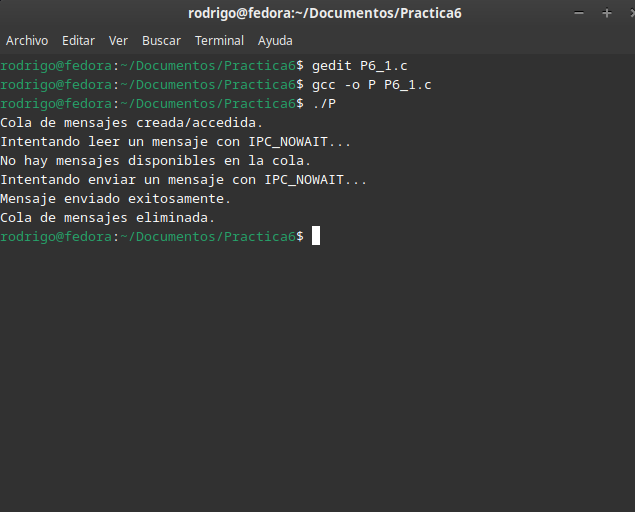 rodrigo@fedora:~/Documentos/Practica6
Archivo Editar Ver Buscar Terminal Ayuda
rodrigo@fedora:~/Documentos/Practica6$ gedit P6_1.c
rodrigo@fedora:~/Documentos/Practica6$ gcc -o P P6_1.c
rodrigo@fedora:~/Documentos/Practica6$ ./P
Cola de mensajes creada/accedida.
Intentando leer un mensaje con IPC_NOWAIT...
No hay mensajes disponibles en la cola.
Intentando enviar un mensaje con IPC_NOWAIT...
Mensaje enviado exitosamente.
Cola de mensajes eliminada.
rodrigo@fedora:~/Documentos/Practica6$